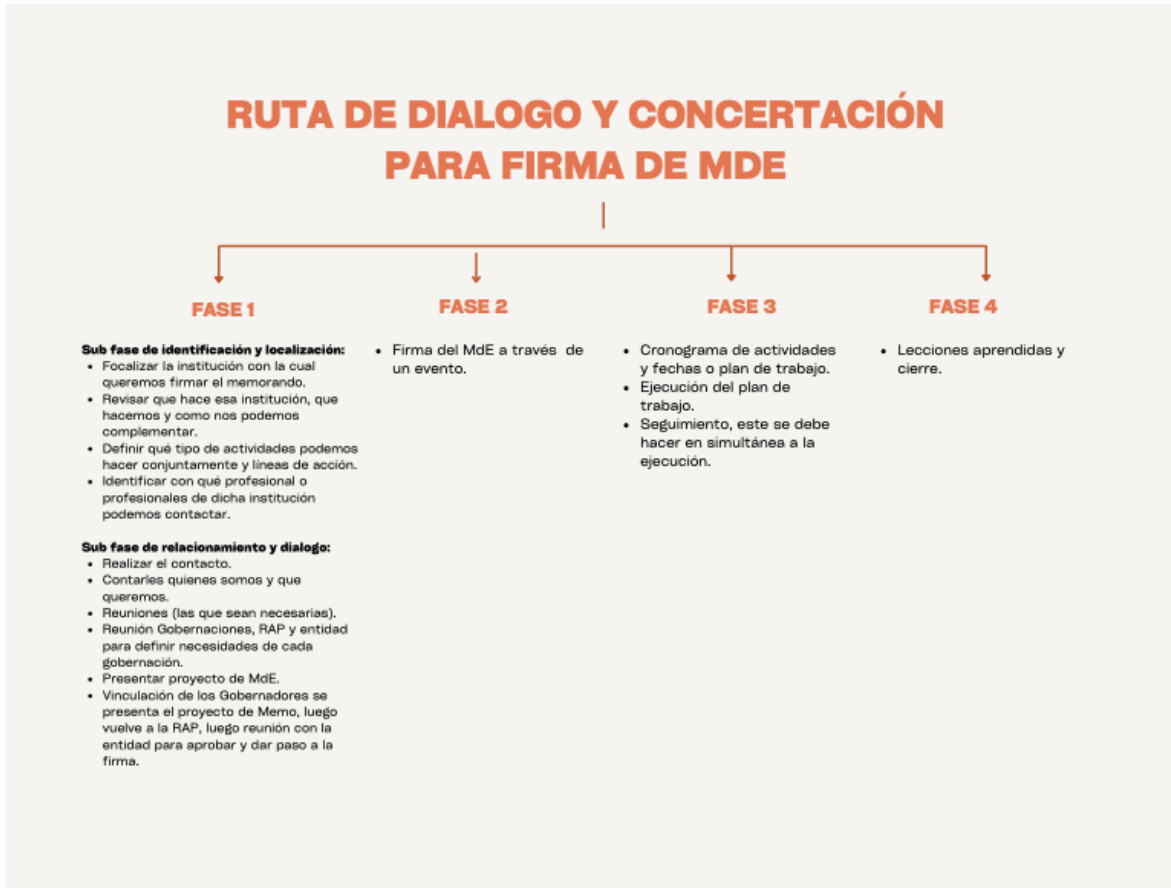 RUTA DE DIALOGO Y CONCERTACIÓN
PARA FIRMA DE MDE
FASE 1
Sub fase de identificación y localización:
• Focalizar la institución con la cual
queremos firmar el memorando.
• Revisar que hace esa institución, que
hacemos y como nos podemos
complementar.
• Definir qué tipo de actividades podemos
hacer conjuntamente y líneas de acción.
• Identificar con qué profesional o
profesionales de dicha institución
podemos contactar.
Sub fase de relacionamiento y dialogo:
• Realizar el contacto.
• Contarles quienes somos y que
queremos.
• Reuniones (las que sean necesarias).
• Reunión Gobernaciones, RAP y entidad
para definir necesidades de cada
gobernación.
• Presentar proyecto de MdE.
• Vinculación de los Gobernadores se
presenta el proyecto de Memo, luego
vuelve a la RAP, luego reunión con la
entidad para aprobar y dar paso a la
firma.
FASE 2
• Firma del MdE a través de
un evento.
FASE 3
• Cronograma de actividades
y fechas o plan de trabajo.
• Ejecución del plan de
trabajo.
• Seguimiento, este se debe
hacer en simultánea a la
ejecución.
FASE 4
• Lecciones aprendidas y
cierre.